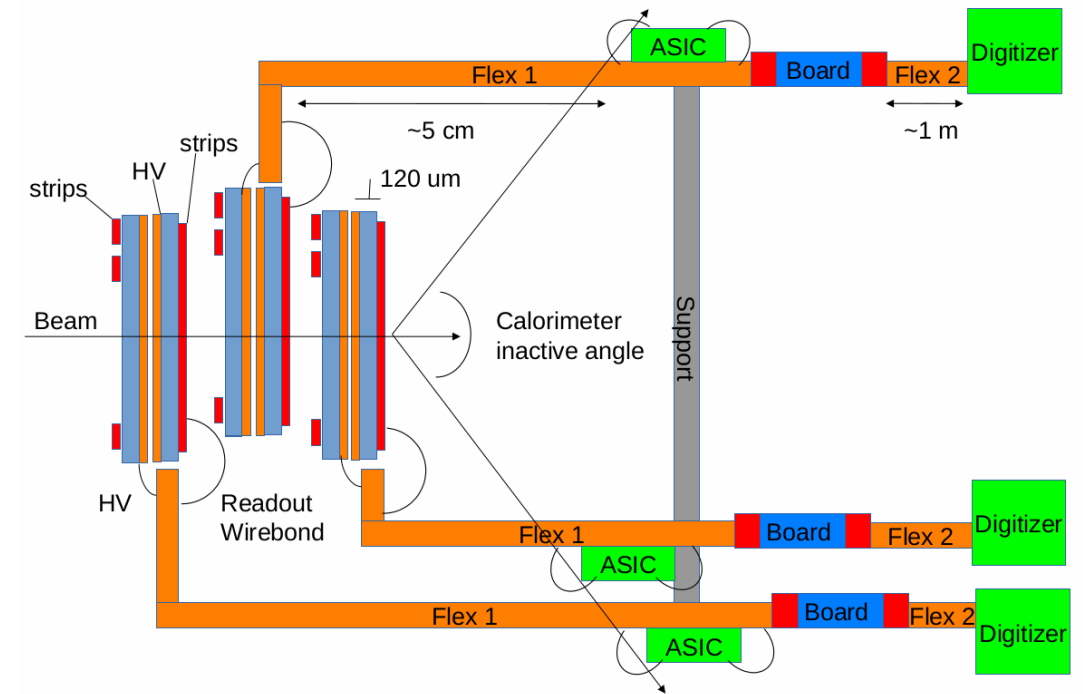 ASIC
Digitizer
Flex 1
Board
Flex 2
~5 cm
~1 m
strips
HV
strips
120 um
Beam
Calorimeter
inactive angle
Support
HV
Readout
Wirebond
Flex 1
Board
Flex 2
Digitizer
ASIC
Flex 1
Board
Flex 2
Digitizer
ASIC